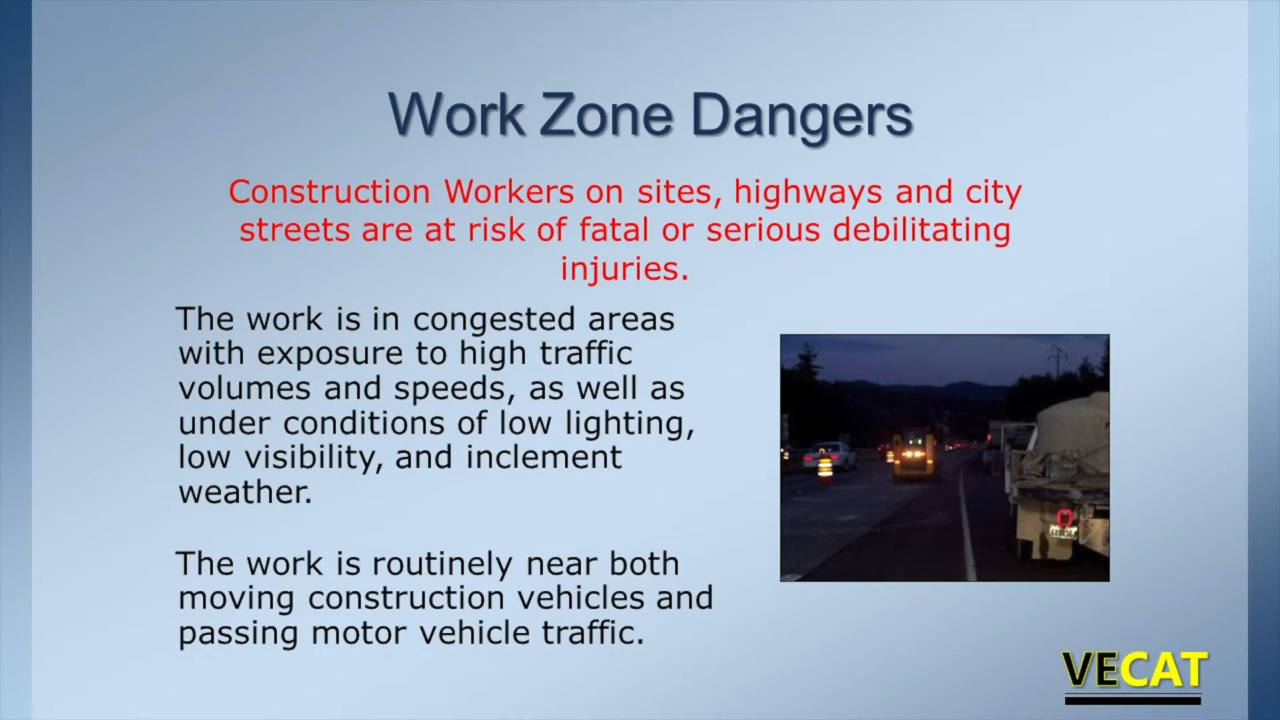 Work Zone Dangers
Construction Workers on sites, highways and city
streets are at risk of fatal or serious debilitating
injuries.
The work is in congested areas
with exposure to high traffic
volumes and speeds, as well as
under conditions of low lighting,
low visibility, and inclement
weather.
The work is routinely near both
moving construction vehicles and
passing motor vehicle traffic.
VECAT